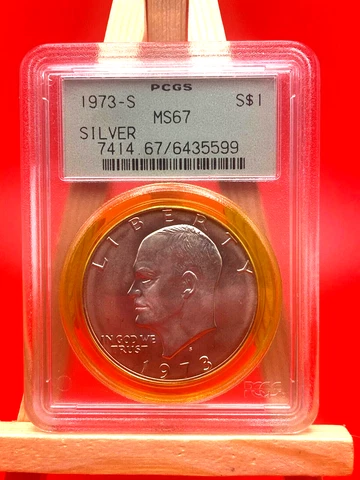 PCGS
1973-S S$1
MS67
SILVER
7414.67/6435599
LIBERTY
IN GOD WE
TRUST
S
1973
PCGS